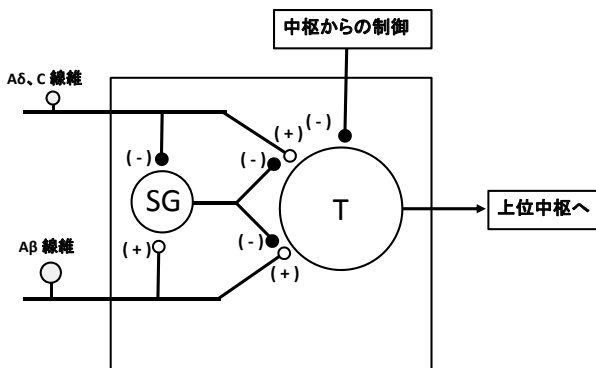 中枢からの制御
Aδ、C 線維
( - )
( + )
( - )
( - )
SG
T
上位中枢へ
( + )
( - )
( + )
Aβ 線維